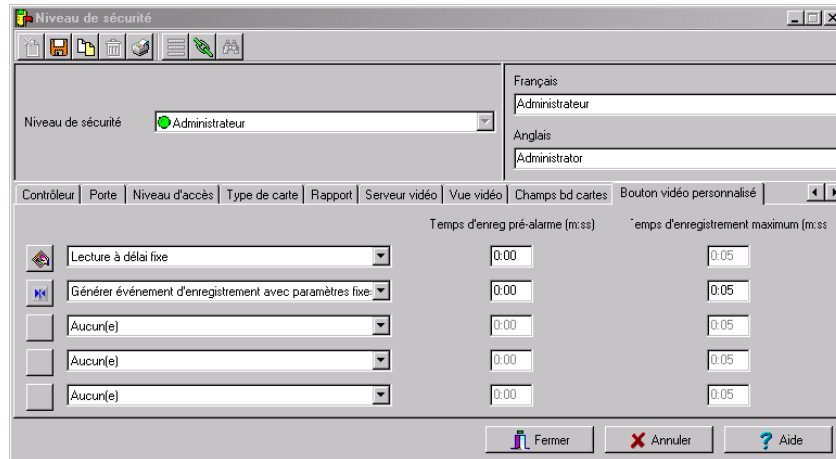 Niveau de sécurité
Français
Administrateur
Niveau de sécurité
Administrateur
Anglais
Administrator
Contrôleur Porte Niveau d'accès Type de carte Rapport Serveur vidéo Vue vidéo Champs bd cartes Bouton vidéo personnalisé
Temps d'enreg pré-alarme (m:ss) emps d'enregistrement maximum (m:ss
Lecture à délai fixe 0:00 0:05
Générer événement d'enregistrement avec paramètres fixe: 0:00 0:05
Aucun(e) 0:00 0:05
Aucun(e) 0:00 0:05
Aucun(e) 0:00 0:05
Fermer Annuler ? Aide